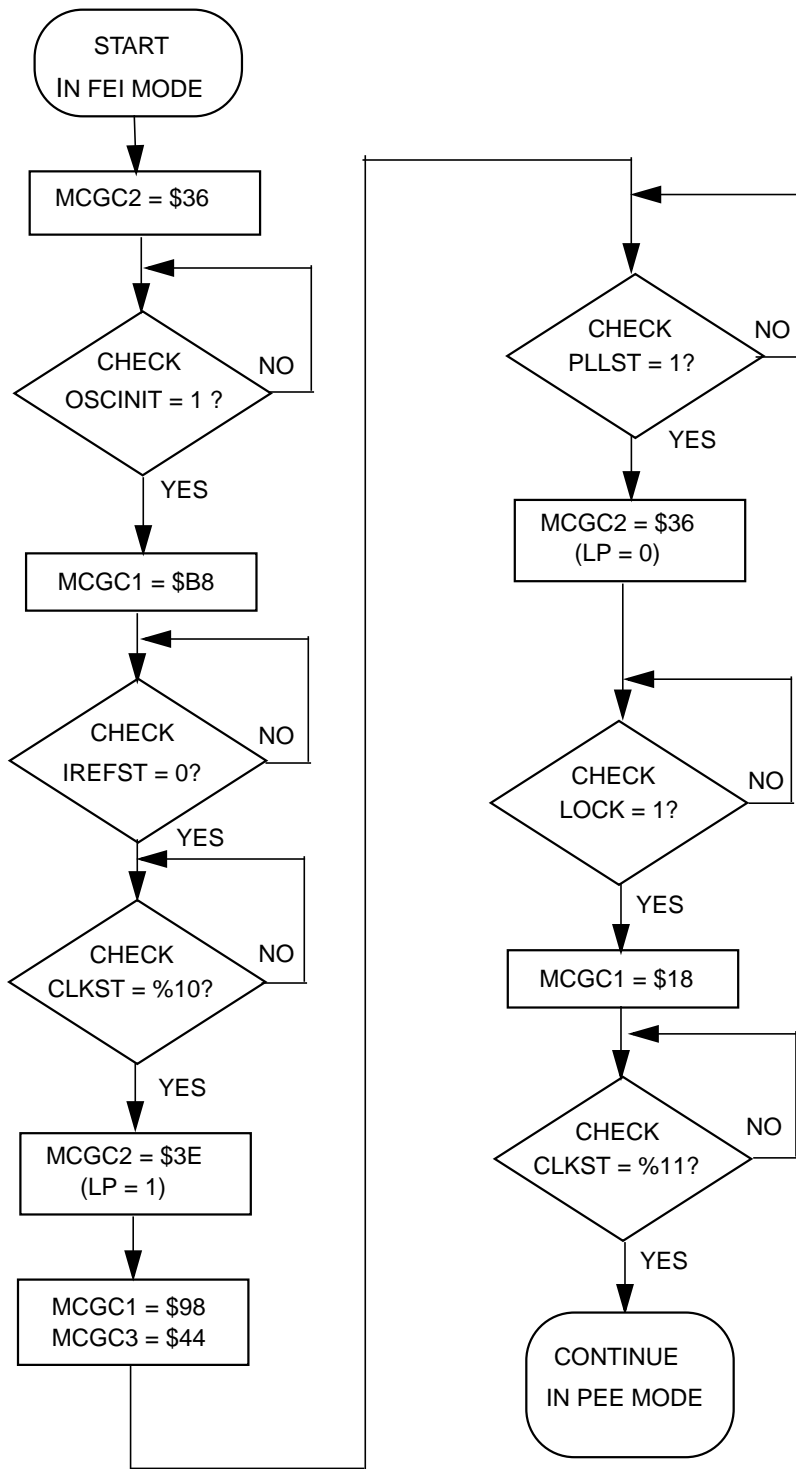 START
IN FEI MODE
MCGC2 = $36
CHECK
OSCINIT = 1 ?
NO
YES
MCGC1 = $B8
CHECK
IREFST = 0?
NO
YES
CHECK
CLKST = %10?
NO
YES
MCGC2 = $3E
(LP = 1)
MCGC1 = $98
MCGC3 = $44
CHECK
PLLST = 1?
NO
YES
MCGC2 = $36
(LP = 0)
CHECK
LOCK = 1?
NO
YES
MCGC1 = $18
CHECK
CLKST = %11?
NO
YES
CONTINUE
IN PEE MODE